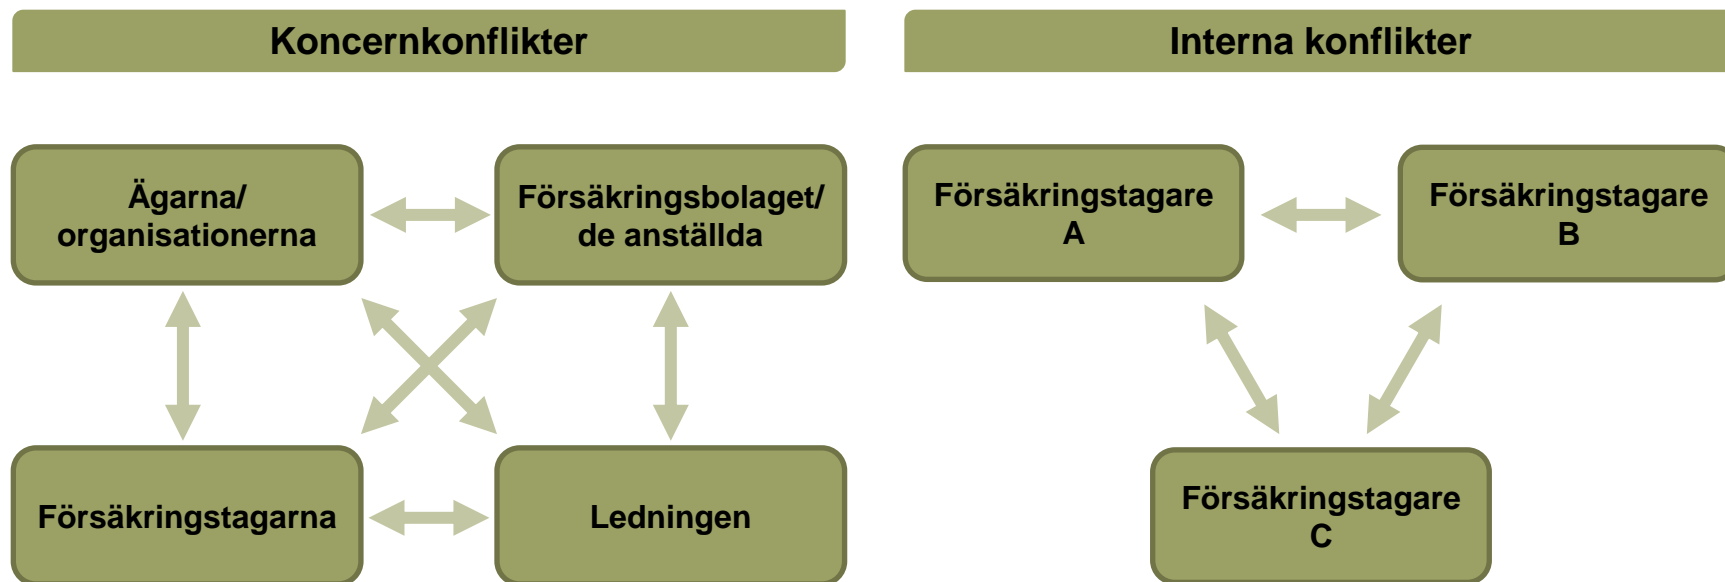 Koncernkonflikter
Ägarna/
organisationerna
Försäkringsbolaget/
de anställda
Försäkringstagarna
Ledningen
Interna konflikter
Försäkringstagare
A
Försäkringstagare
B
Försäkringstagare
C